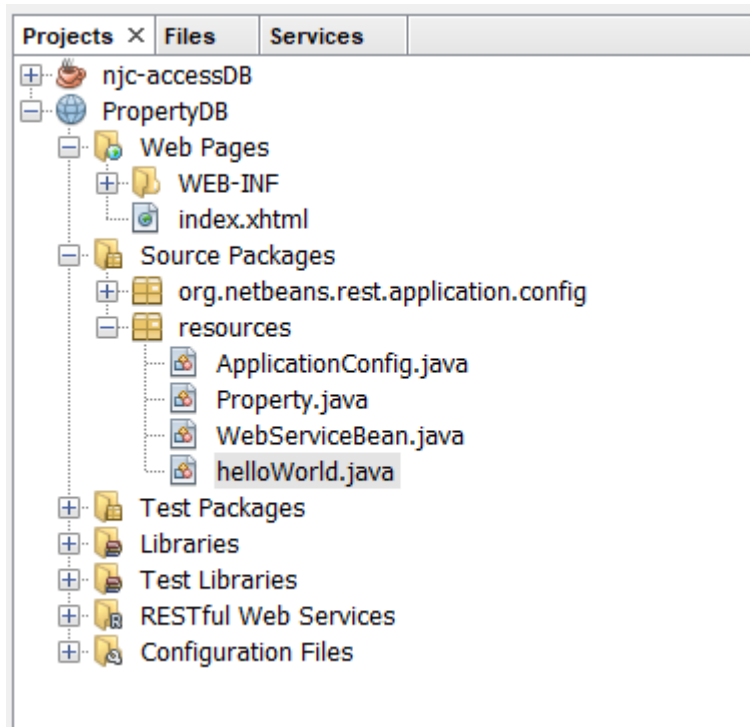 Projects Files Services
njc-accessDB
PropertyDB
Web Pages
WEB-INF
index.xhtml
Source Packages
org.netbeans.rest.application.config
resources
ApplicationConfig.java
Property.java
WebServiceBean.java
helloWorld.java
Test Packages
Libraries
Test Libraries
RESTful Web Services
Configuration Files